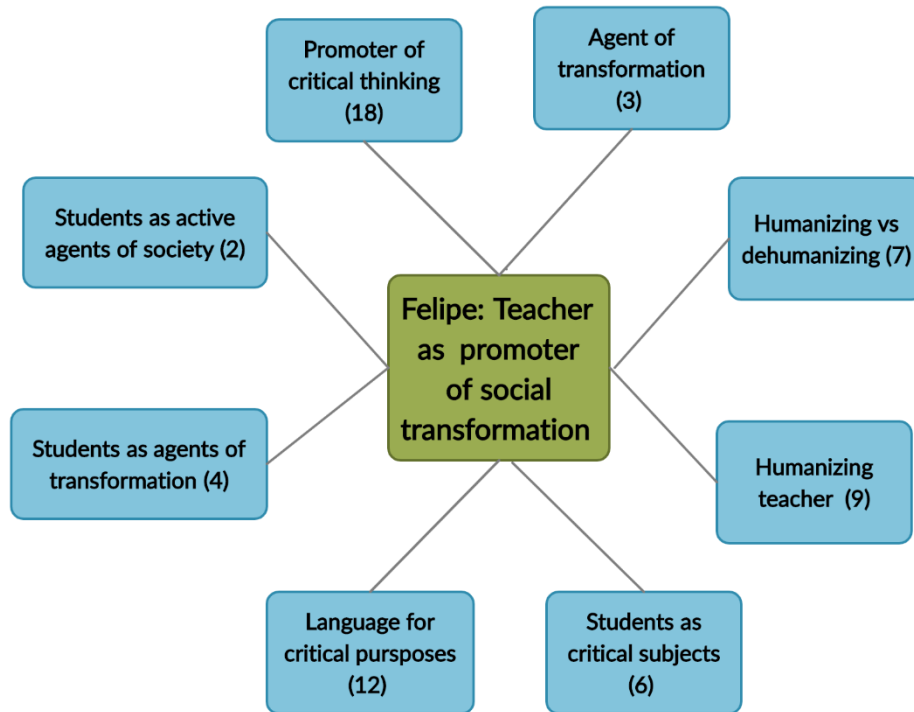 Promoter of
critical thinking
(18)
Agent of
transformation
(3)
Students as active
agents of society (2)
Humanizing vs
dehumanizing (7)
Felipe: Teacher
as promoter
of social
transformation
Students as agents of
transformation (4)
Humanizing
teacher (9)
Language for
critical pursposes
(12)
Students as
critical subjects
(6)